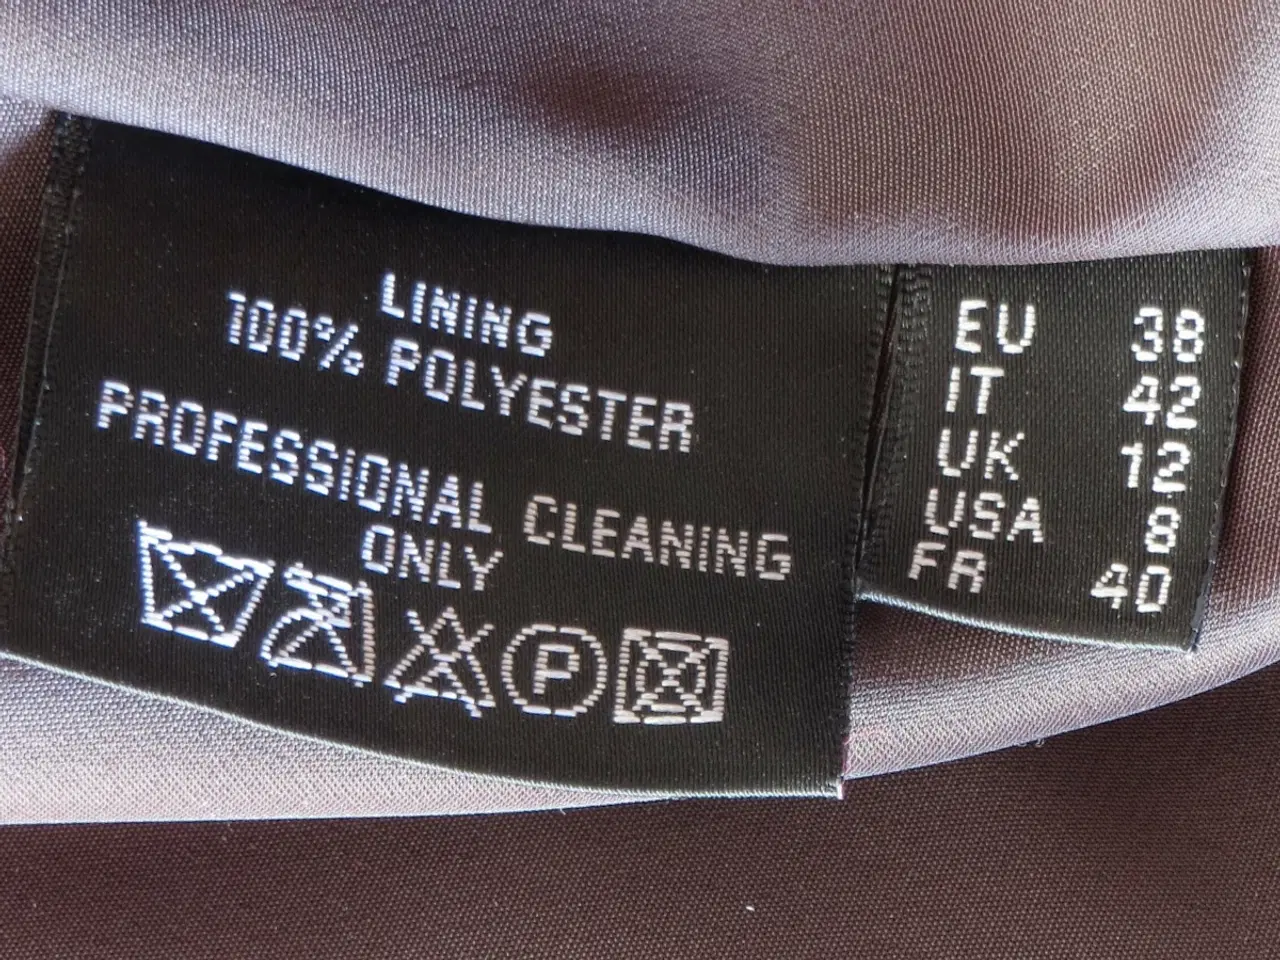 LINING
100% POLYESTER
PROFESSIONAL CLEANING
ONLY
P
EU 38
IT 42
UK 12
USA 8
FR 40